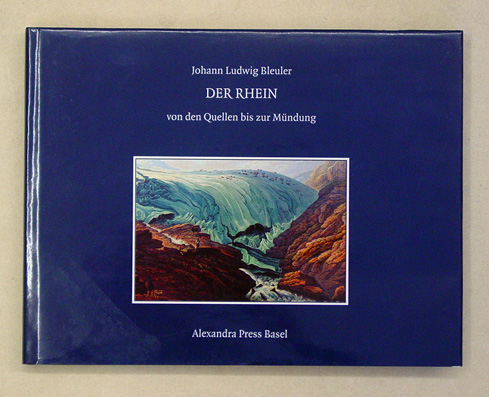 Johann Ludwig Bleuler
DER RHEIN
von den Quellen bis zur Mündung
Alexandra Press Basel